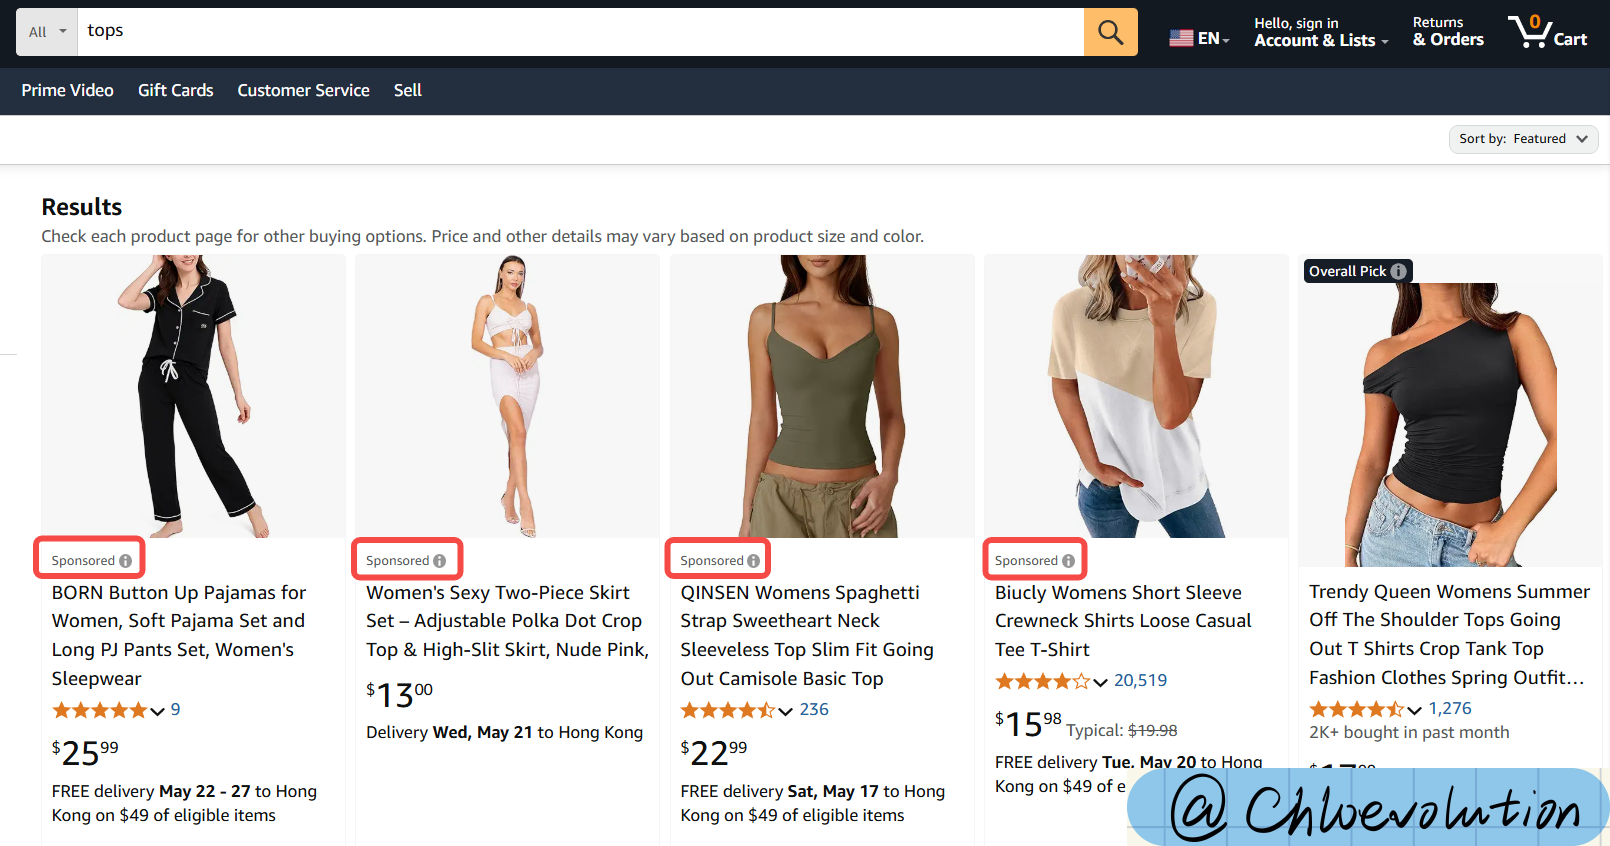 All
tops
EN
Hello, sign in
Account & Lists
Returns
& Orders
0
Cart
Prime Video
Gift Cards
Customer Service
Sell
Sort by: Featured
Results
Check each product page for other buying options. Price and other details may vary based on product size and color.
Sponsored
BORN Button Up Pajamas for
Women, Soft Pajama Set and
Long PJ Pants Set, Women's
Sleepwear
9
$25.99
FREE delivery May 22 - 27 to Hong
Kong on $49 of eligible items
Sponsored
Women's Sexy Two-Piece Skirt
Set – Adjustable Polka Dot Crop
Top & High-Slit Skirt, Nude Pink,
$13.00
Delivery Wed, May 21 to Hong Kong
Sponsored
QINSEN Womens Spaghetti
Strap Sweetheart Neck
Sleeveless Top Slim Fit Going
Out Camisole Basic Top
236
$22.99
FREE delivery Sat, May 17 to Hong
Kong on $49 of eligible items
Sponsored
Biucly Womens Short Sleeve
Crewneck Shirts Loose Casual
Tee T-Shirt
20,519
$15.98 Typical: $19.98
FREE delivery Tue, May 20 to Hong
Kong on $49 of e
Overall Pick
Trendy Queen Womens Summer
Off The Shoulder Tops Going
Out T Shirts Crop Tank Top
Fashion Clothes Spring Outfit...
1,276
2K+ bought in past month
@Chloevolution